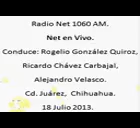 Radio Net 1060 AM.
Net en Vivo.
Conduce: Rogelio González Quiroz,
Ricardo Chávez Carbajal,
Alejandro Velasco.
Cd. Juárez,  Chihuahua.
18 Julio 2013.